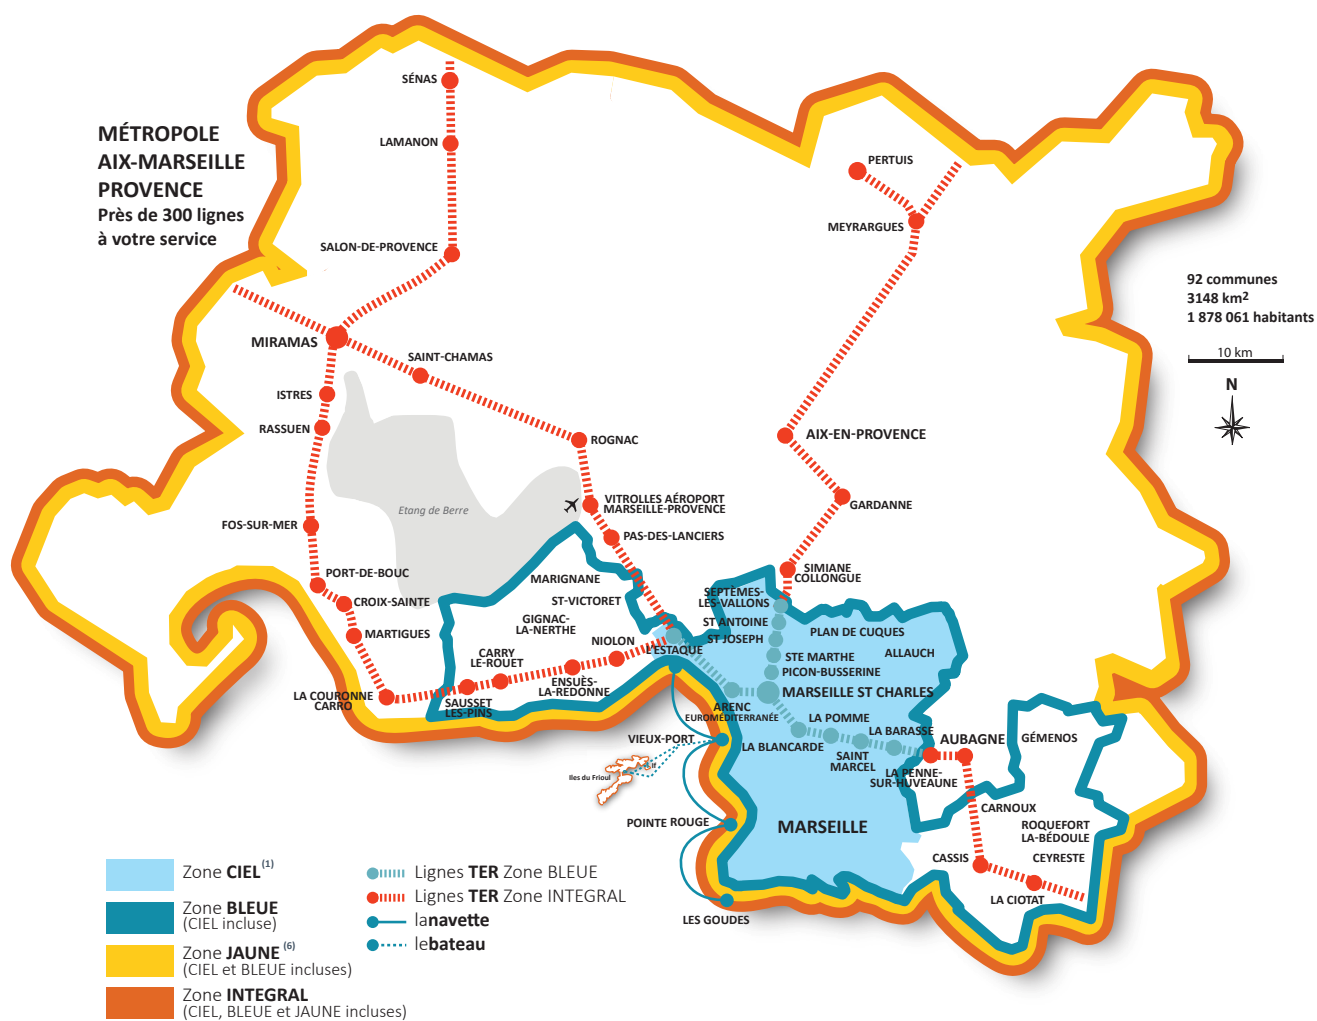 MÉTROPOLE
AIX-MARSEILLE
PROVENCE
Près de 300 lignes
à votre service
SÉNAS
LAMANON
SALON-DE-PROVENCE
MIRAMAS
SAINT-CHAMAS
ISTRES
RASSUEN
ROGNAC
Etang de Berre
VITROLLES AÉROPORT
MARSEILLE-PROVENCE
PAS-DES-LANCIERS
FOS-SUR-MER
PORT-DE-BOUC
CROIX-SAINTE
MARTIGUES
LA COURONNE
CARRO
MARIGNANE
ST-VICTORET
GIGNAC-
LA-NERTHE
NIOLON
CARRY
LE-ROUET
ENSUÈS-
LA-REDONNE
SAUSSET
LES-PINS
L'ESTAQUE
PERTUIS
MEYRARGUES
92 communes
3148 km2
1 878 061 habitants
10 km
N
AIX-EN-PROVENCE
GARDANNE
SIMIANE
COLLONGUE
SEPTÈMES-
LES-VALLONS
ST ANTOINE
ST JOSEPH
PLAN DE CUQUES
ALLAUCH
STE MARTHE
PICON-BUSSERINE
MARSEILLE ST CHARLES
ARENC
EUROMÉDITERRANÉE
LA POMME
LA BARASSE
LA BLANCARDE
SAINT
MARCEL
LA PENNE-
SUR-HUVEAUNE
AUBAGNE
GÉMENOS
VIEUX-PORT
Iles du Frioul
If
POINTE ROUGE
MARSEILLE
CARNOUX
ROQUEFORT
LA-BÉDOULE
CASSIS
CEYRESTE
LA CIOTAT
LES GOUDES
Zone CIEL (1)
Zone BLEUE
(CIEL incluse)
Zone JAUNE (6)
(CIEL et BLEUE incluses)
Zone INTEGRAL
(CIEL, BLEUE et JAUNE incluses)
Lignes TER Zone BLEUE
Lignes TER Zone INTEGRAL
lanavette
lebateau